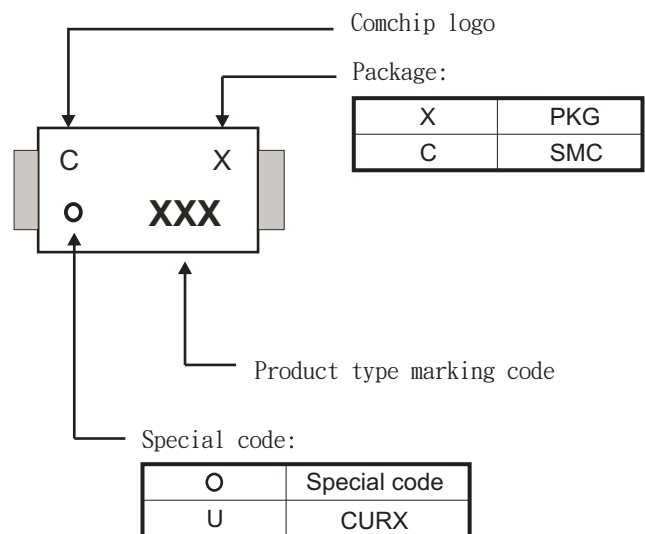 Comchip logo
Package:
X PKG
C SMC
C X
O XXX
Product type marking code
Special code:
O Special code
U CURX